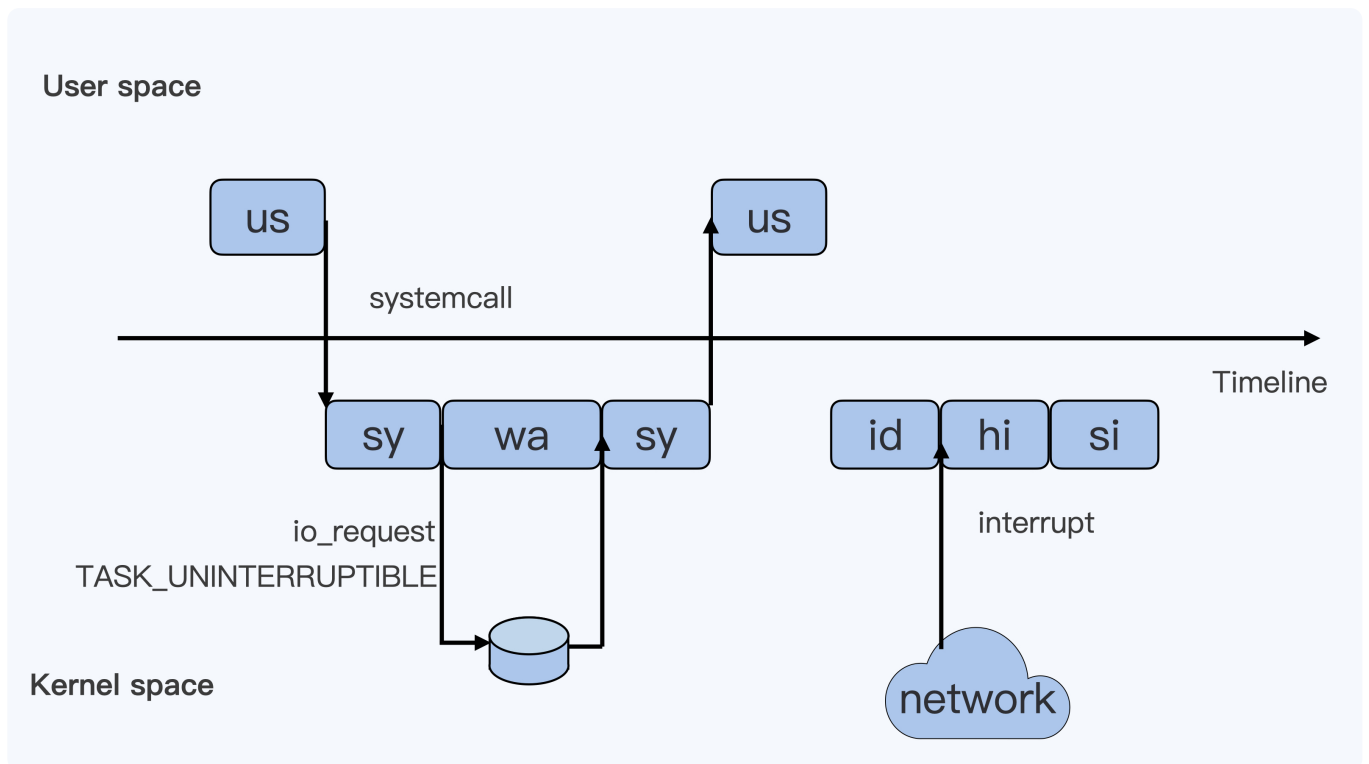 User space
us
us
systemcall
Timeline
sy
wa
sy
id
hi
si
io_request
interrupt
TASK_UNINTERRUPTIBLE
Kernel space
network